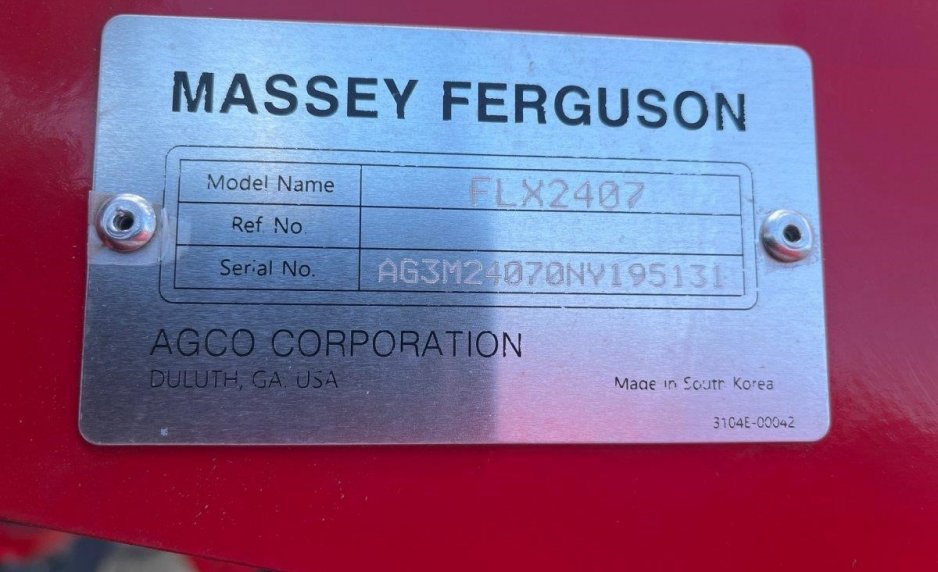 MASSEY FERGUSON
Model Name FLX2407
Ref No.
Serial No. AG3M24070NY195131
AGCO CORPORATION
DULUTH, GA. USA
Made in South Korea
3104E-00042